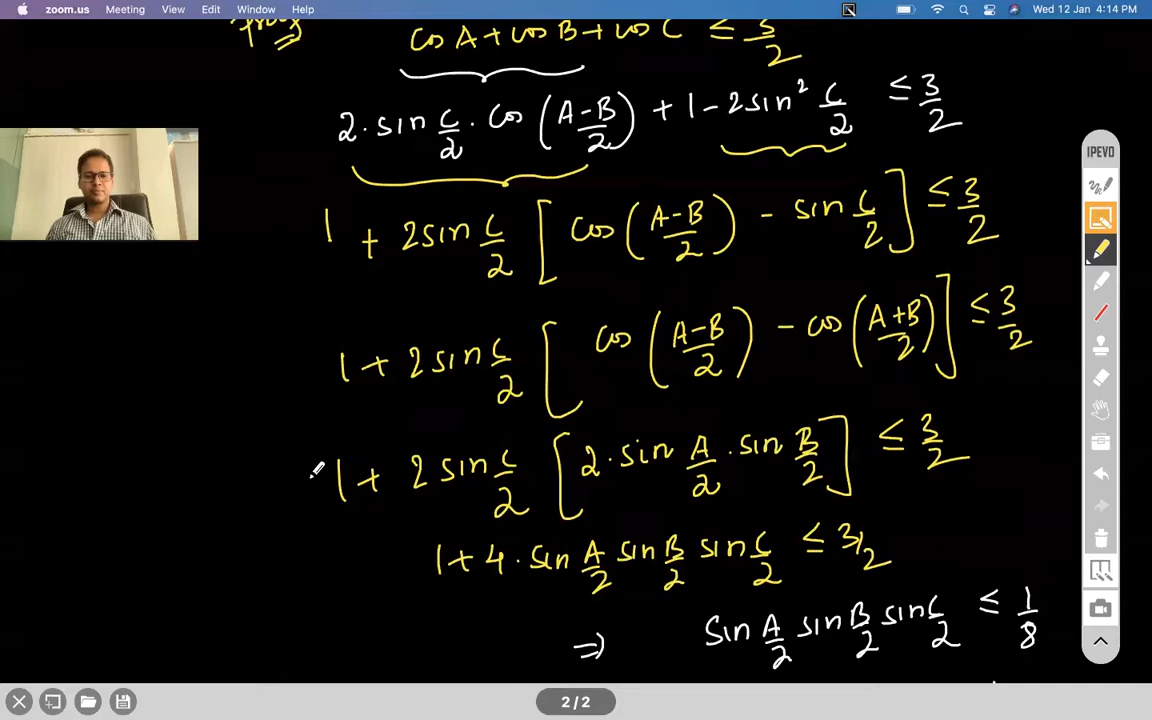 zoom.us Meeting View Edit Window Help Wed 12 Jan 4:14 PM
cos A + cos B + cos C ≤ 3/2
2 · sin C/2 · cos (A-B/2) + 1 - 2 sin² C/2 ≤ 3/2
1 + 2 sin C/2 [ cos (A-B/2) - sin C/2 ] ≤ 3/2
1 + 2 sin C/2 [ cos (A-B/2) - cos (A+B/2) ] ≤ 3/2
1 + 2 sin C/2 [ 2 · sin A/2 · sin B/2 ] ≤ 3/2
1 + 4 · sin A/2 sin B/2 sin C/2 ≤ 3/2
⇒ sin A/2 sin B/2 sin C/2 ≤ 1/8
IPEVO
2/2